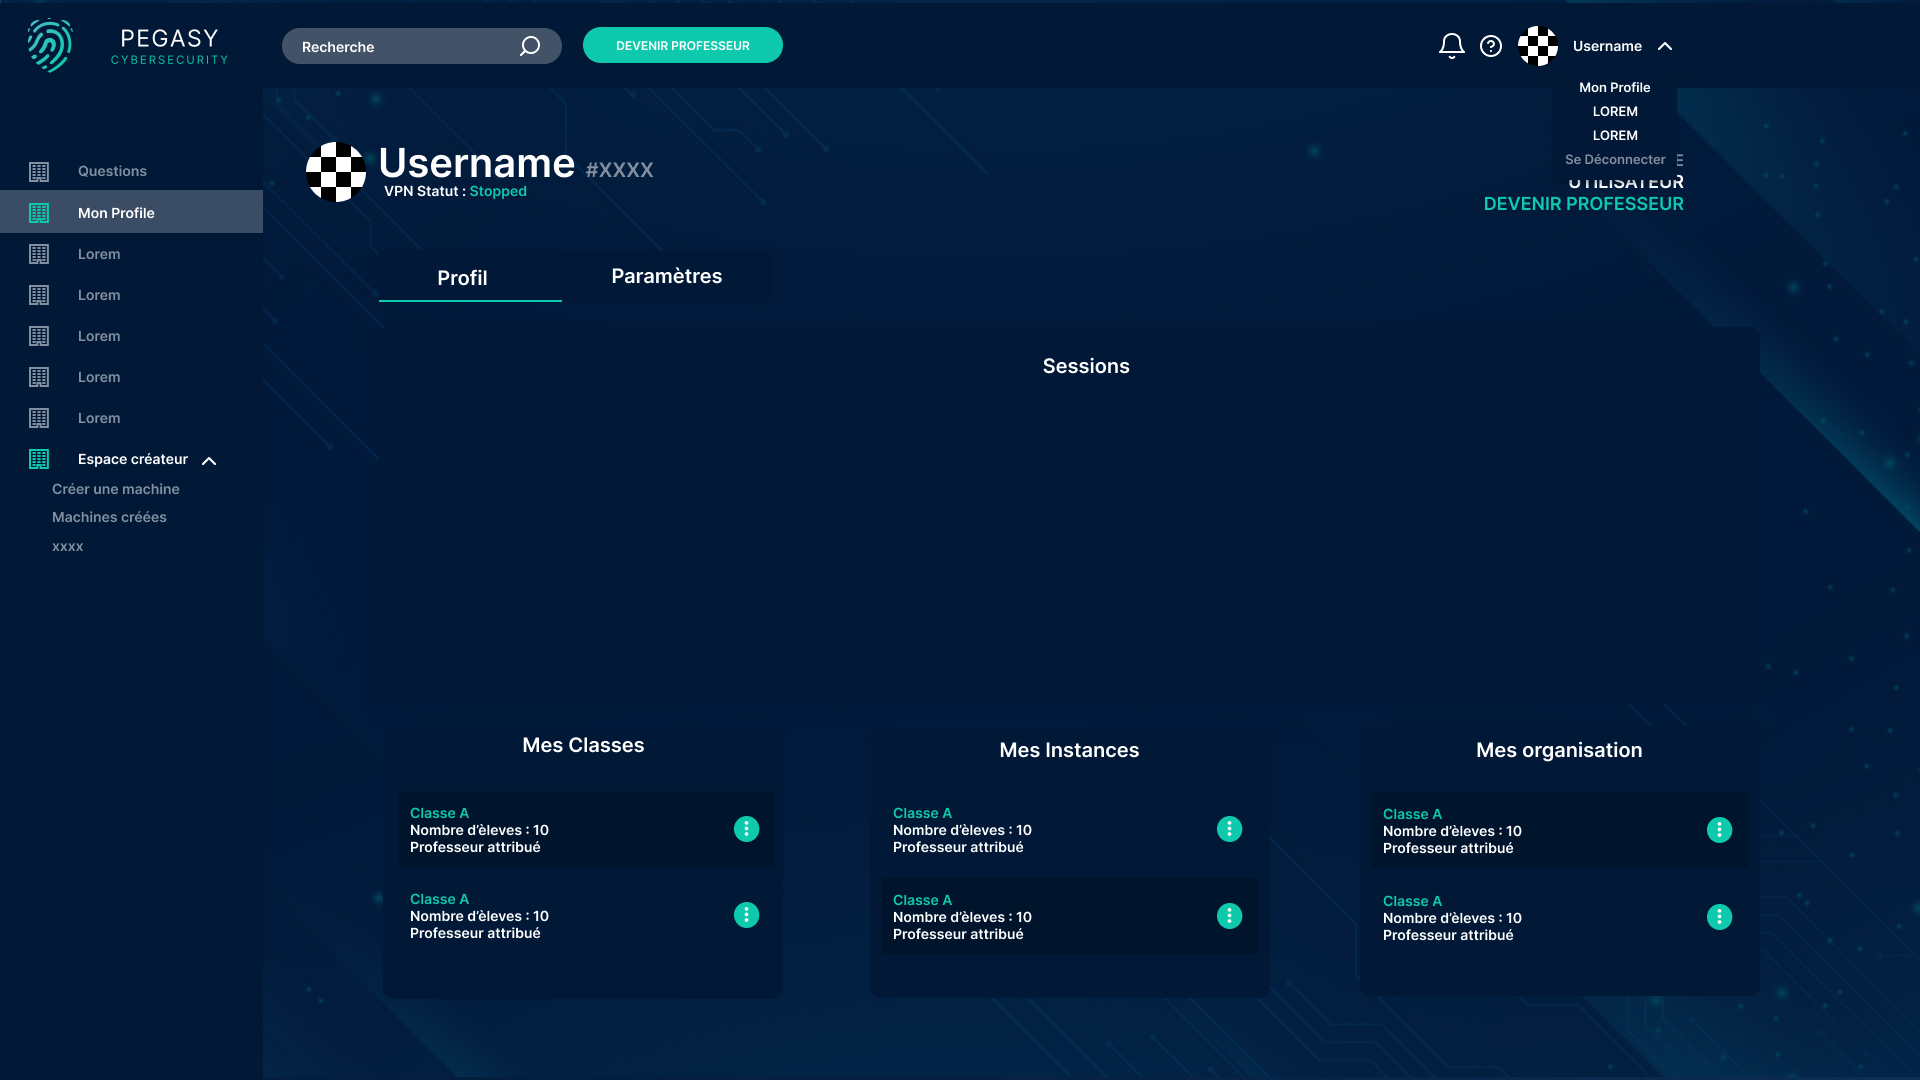 PEGASY
CYBERSECURITY
Recherche
DEVENIR PROFESSEUR
Username
Mon Profile
LOREM
LOREM
Se Déconnecter
E
UTILISATEUR
DEVENIR PROFESSEUR
Questions
Mon Profile
Lorem
Lorem
Lorem
Lorem
Lorem
Espace créateur
Créer une machine
Machines créées
xxxx
Username #XXXX
VPN Statut : Stopped
Profil
Paramètres
Sessions
Mes Classes
Classe A
Nombre d'èleves : 10
Professeur attribué
Classe A
Nombre d'èleves : 10
Professeur attribué
Mes Instances
Classe A
Nombre d'èleves : 10
Professeur attribué
Classe A
Nombre d'èleves : 10
Professeur attribué
Mes organisation
Classe A
Nombre d'èleves : 10
Professeur attribué
Classe A
Nombre d'èleves : 10
Professeur attribué